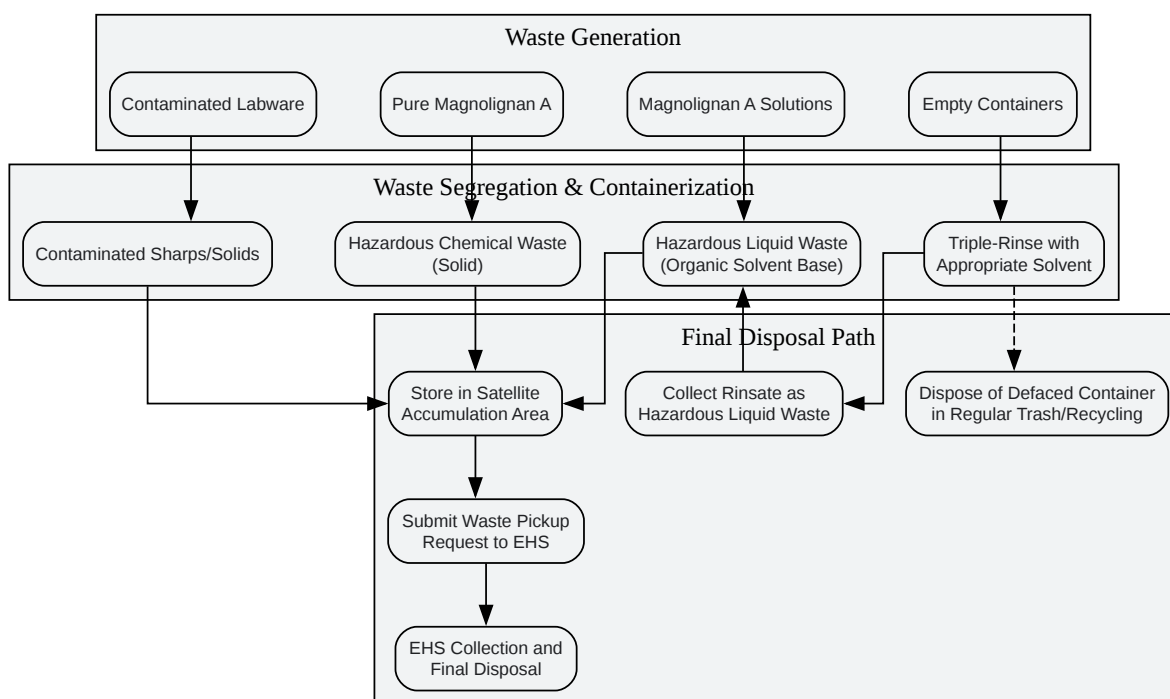 Waste Generation
Contaminated Labware
Pure Magnolignan A
Magnolignan A Solutions
Empty Containers
Waste Segregation & Containerization
Contaminated Sharps/Solids
Hazardous Chemical Waste
(Solid)
Hazardous Liquid Waste
(Organic Solvent Base)
Triple-Rinse with
Appropriate Solvent
Final Disposal Path
Store in Satellite
Accumulation Area
Collect Rinsate as
Hazardous Liquid Waste
Dispose of Defaced Container
in Regular Trash/Recycling
Submit Waste Pickup
Request to EHS
EHS Collection and
Final Disposal